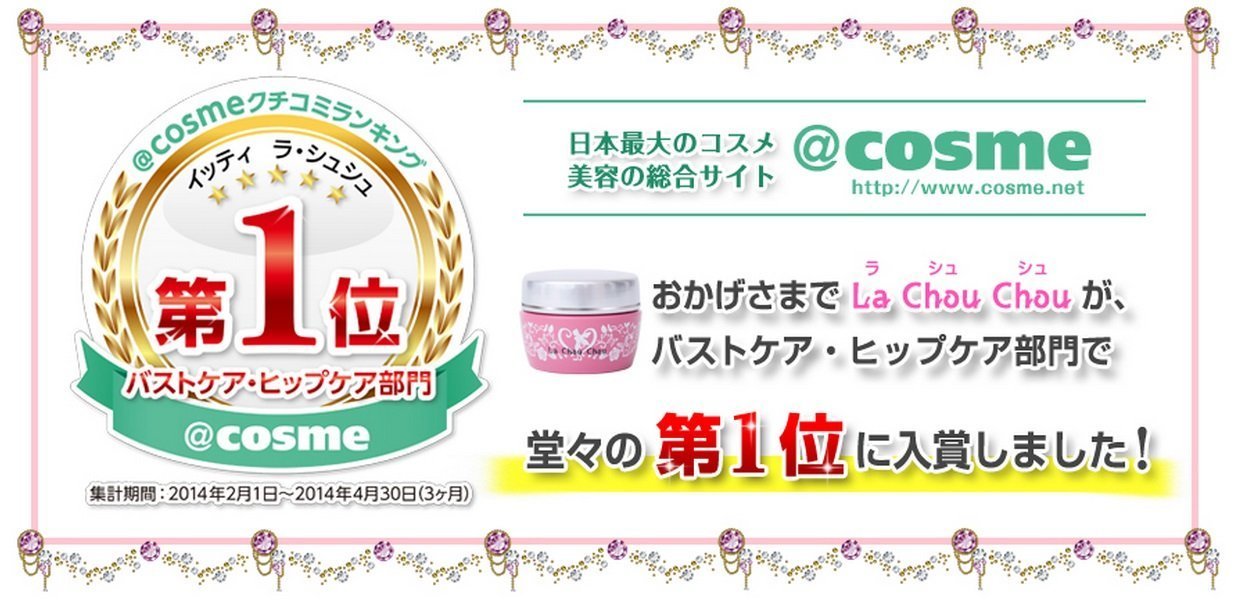 @cosmeクチコミランキング
イッティ ラ・シュシュ
第1位
バストケア・ヒップケア部門
@cosme
集計期間：2014年2月1日～2014年4月30日(3ヶ月)
日本最大のコスメ
美容の総合サイト
@cosme
http://www.cosme.net
ラ シュ シュ
おかげさまで La Chou Chou が、
La Chou Chou
バストケア・ヒップケア部門で
堂々の 第1位 に入賞しました！